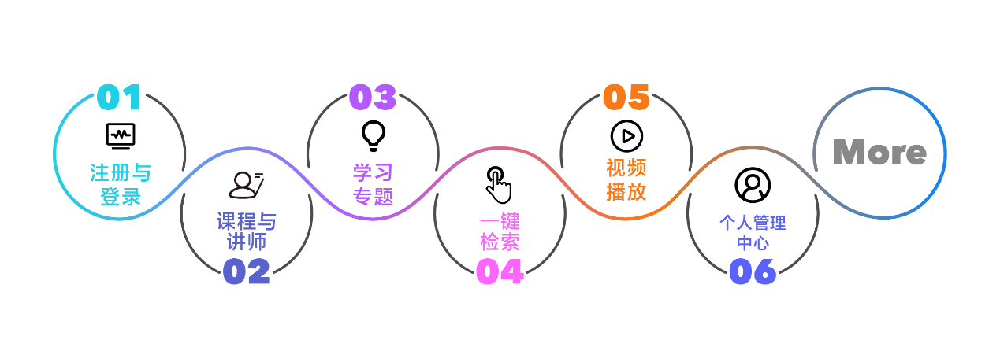 01
注册与
登录
课程与
讲师
02
03
学习
专题
一键
检索
04
05
视频
播放
个人管理
中心
06
More